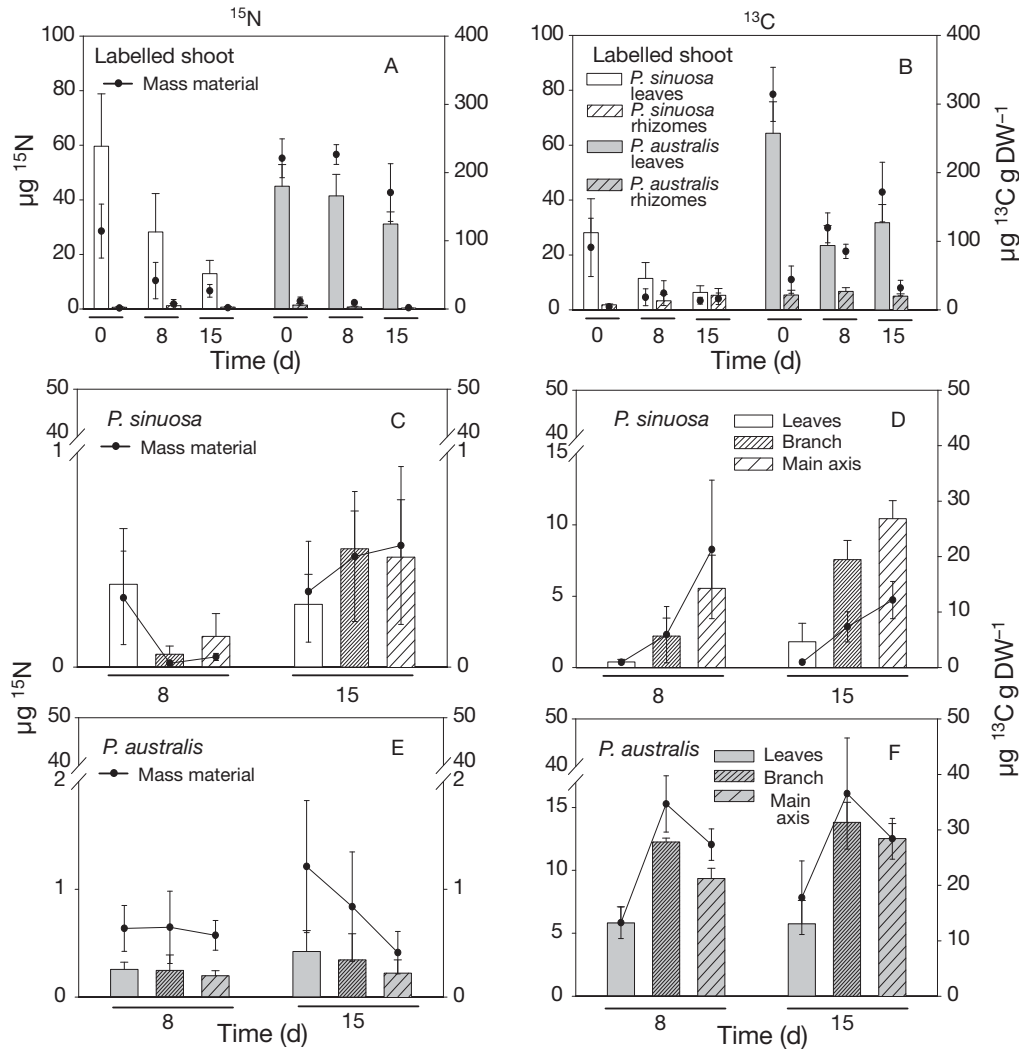 ¹⁵N
¹³C
100
80
60
40
20
0
400
300
200
100
0
Labelled shoot
Mass material
A
0
8
15
0
8
15
Time (d)
µg ¹⁵N
100
80
60
40
20
0
400
300
200
100
0
Labelled shoot
P. sinuosa leaves
P. sinuosa rhizomes
P. australis leaves
P. australis rhizomes
B
0
8
15
0
8
15
Time (d)
µg ¹³C g DW⁻¹
50
40
1
0
50
40
1
0
P. sinuosa
Mass material
C
8
15
50
40
15
10
5
0
50
40
30
20
10
0
P. sinuosa
Leaves
Branch
Main axis
D
8
15
µg ¹⁵N
µg ¹³C g DW⁻¹
50
40
2
1
0
50
40
2
1
0
P. australis
Mass material
E
8
15
Time (d)
50
40
15
10
5
0
50
40
30
20
10
0
P. australis
Leaves
Branch
Main axis
F
8
15
Time (d)